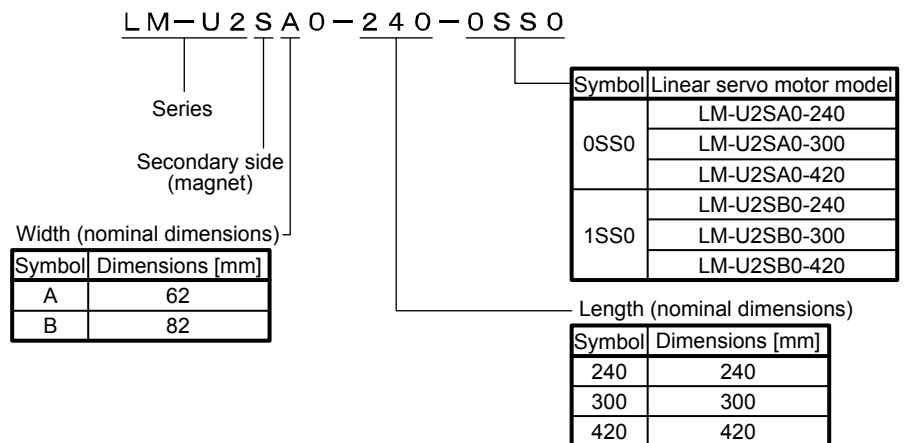 LM-U2SA0-240-0SS0
Series
Secondary side
(magnet)
Width (nominal dimensions)
Symbol Dimensions [mm]
A 62
B 82
Symbol Linear servo motor model
0SS0 LM-U2SA0-240
LM-U2SA0-300
LM-U2SA0-420
1SS0 LM-U2SB0-240
LM-U2SB0-300
LM-U2SB0-420
Length (nominal dimensions)
Symbol Dimensions [mm]
240 240
300 300
420 420